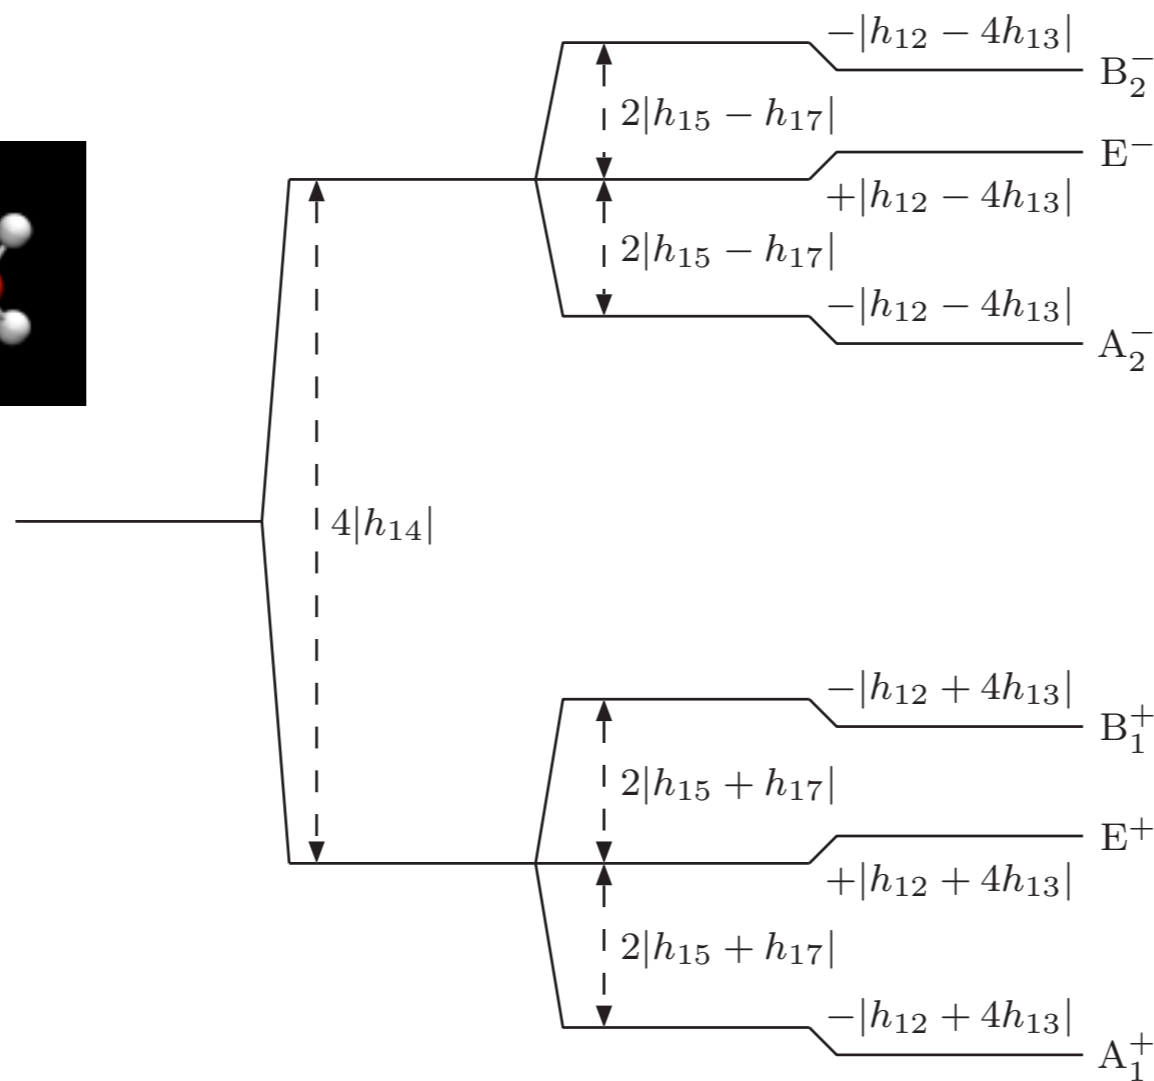 −|h₁₂ − 4h₁₃|
B₂⁻
2|h₁₅ − h₁₇|
E⁻
+|h₁₂ − 4h₁₃|
2|h₁₅ − h₁₇|
−|h₁₂ − 4h₁₃|
A₂⁻
4|h₁₄|
−|h₁₂ + 4h₁₃|
B₁⁺
2|h₁₅ + h₁₇|
E⁺
+|h₁₂ + 4h₁₃|
2|h₁₅ + h₁₇|
−|h₁₂ + 4h₁₃|
A₁⁺